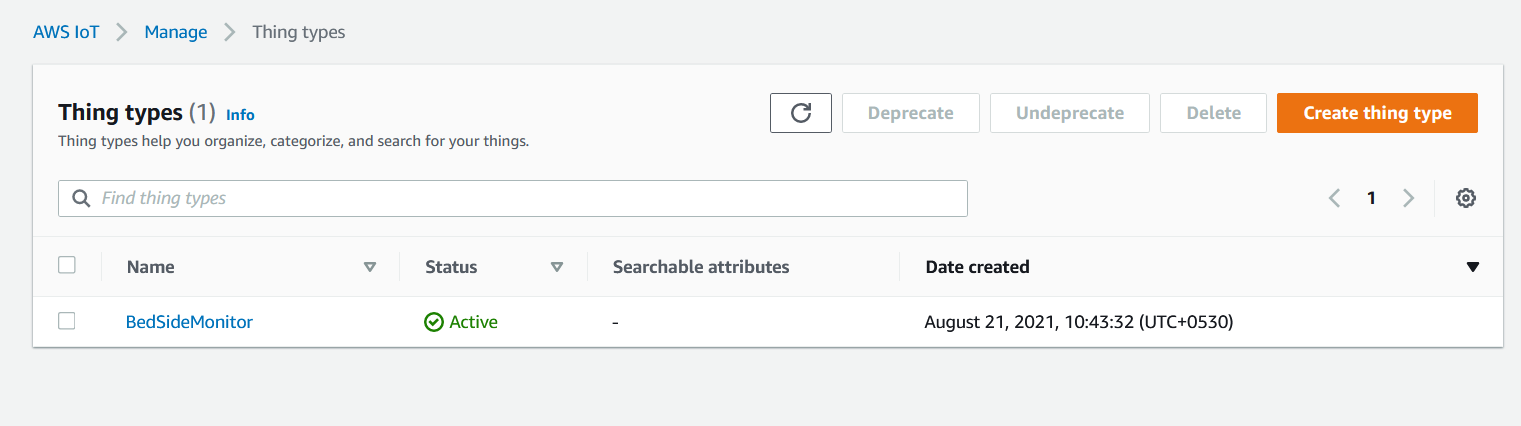 AWS IoT > Manage > Thing types
Thing types (1) Info
Thing types help you organize, categorize, and search for your things.
Deprecate Undeprecate Delete Create thing type
Find thing types
1
Name Status Searchable attributes Date created
BedSideMonitor Active - August 21, 2021, 10:43:32 (UTC+0530)